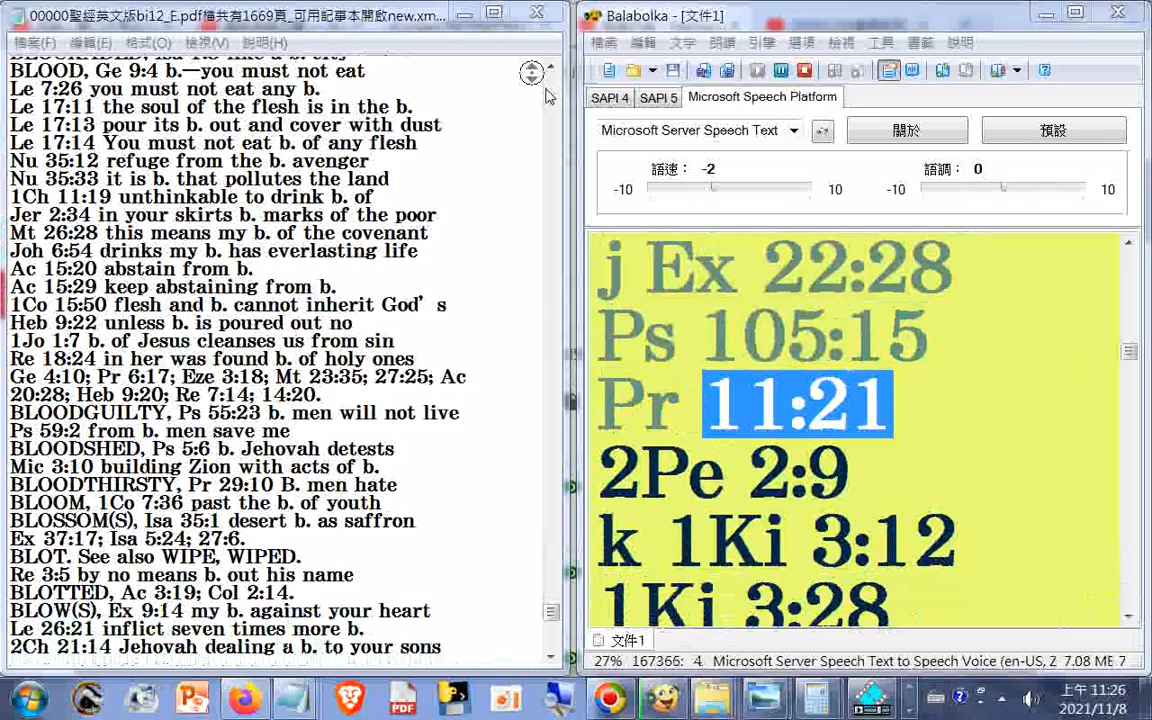 00000聖經英文版bi12_E.pdf檔共有1669頁_可用記事本開啟new.xm...
檔案(F) 編輯(E) 格式(O) 檢視(V) 說明(H)
BLOOD, Ge 9:4 b.—you must not eat
Le 7:26 you must not eat any b.
Le 17:11 the soul of the flesh is in the b.
Le 17:13 pour its b. out and cover with dust
Le 17:14 You must not eat b. of any flesh
Nu 35:12 refuge from the b. avenger
Nu 35:33 it is b. that pollutes the land
1Ch 11:19 unthinkable to drink b. of
Jer 2:34 in your skirts b. marks of the poor
Mt 26:28 this means my b. of the covenant
Joh 6:54 drinks my b. has everlasting life
Ac 15:20 abstain from b.
Ac 15:29 keep abstaining from b.
1Co 15:50 flesh and b. cannot inherit God’s
Heb 9:22 unless b. is poured out no
1Jo 1:7 b. of Jesus cleanses us from sin
Re 18:24 in her was found b. of holy ones
Ge 4:10; Pr 6:17; Eze 3:18; Mt 23:35; 27:25; Ac
20:28; Heb 9:20; Re 7:14; 14:20.
BLOODGUILTY, Ps 55:23 b. men will not live
Ps 59:2 from b. men save me
BLOODSHED, Ps 5:6 b. Jehovah detests
Mic 3:10 building Zion with acts of b.
BLOODTHIRSTY, Pr 29:10 B. men hate
BLOOM, 1Co 7:36 past the b. of youth
BLOSSOM(S), Isa 35:1 desert b. as saffron
Ex 37:17; Isa 5:24; 27:6.
BLOT. See also WIPE, WIPED.
Re 3:5 by no means b. out his name
BLOTTED, Ac 3:19; Col 2:14.
BLOW(S), Ex 9:14 my b. against your heart
Le 26:21 inflict seven times more b.
2Ch 21:14 Jehovah dealing a b. to your sons
Balabolka - [文件1]
檔案 編輯 文字 朗讀 引擎 選項 檢視 工具 書籤 說明
SAPI 4 SAPI 5 Microsoft Speech Platform
Microsoft Server Speech Text 關於 預設
語速: -2 語調: 0
-10 10 -10 10
j Ex 22:28
Ps 105:15
Pr 11:21
2Pe 2:9
k 1Ki 3:12
1Ki 3:28
文件1
27% 167366: 4 Microsoft Server Speech Text to Speech Voice (en-US, Z 7.08 ME 7
上午 11:26
2021/11/8